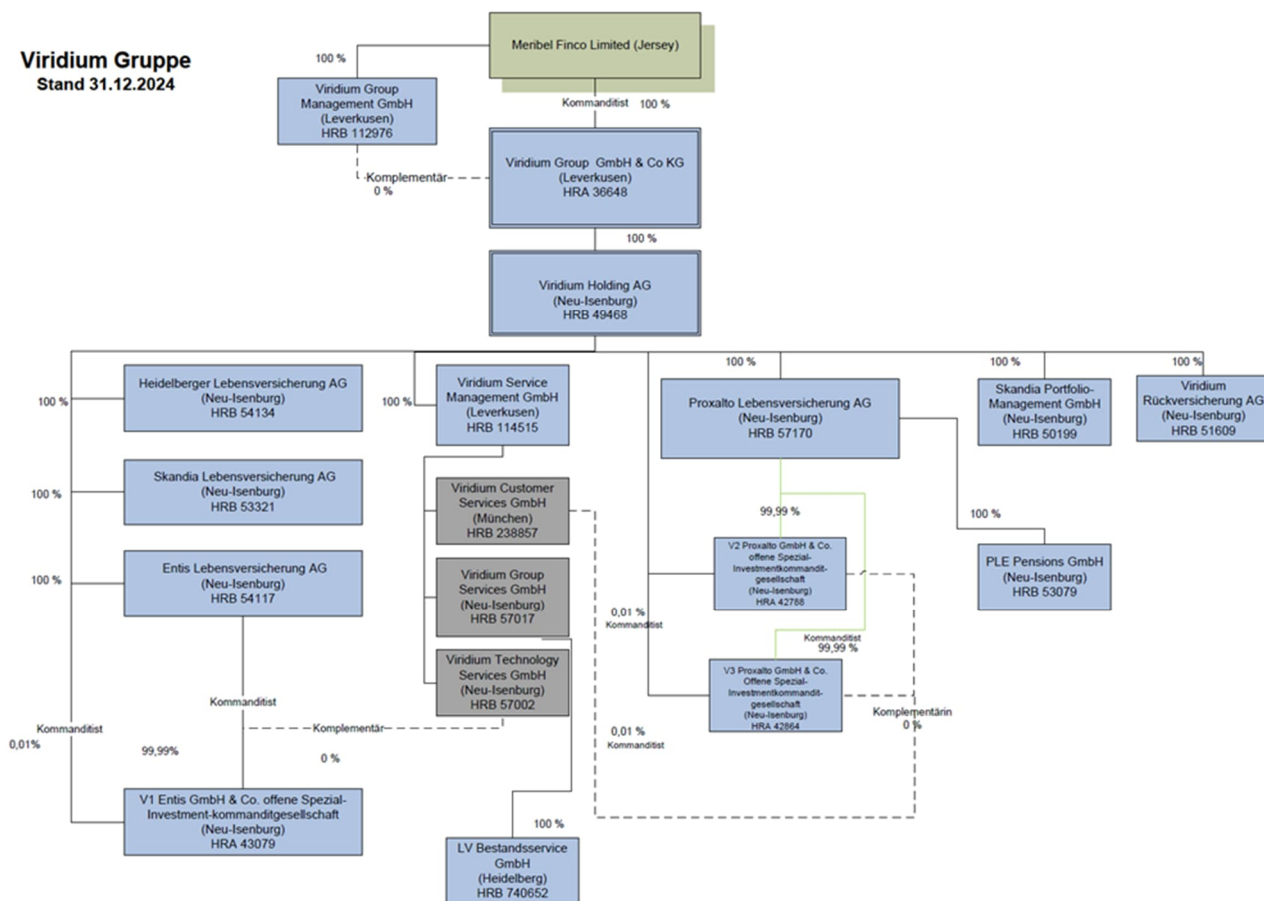 Viridium Gruppe
Stand 31.12.2024
Meribel Finco Limited (Jersey)
100 %
Viridium Group
Management GmbH
(Leverkusen)
HRB 112976
Kommanditist 100 %
Komplementär
0 %
Viridium Group GmbH & Co KG
(Leverkusen)
HRA 36648
100 %
Viridium Holding AG
(Neu-Isenburg)
HRB 49468
100 %
Heidelberger Lebensversicherung AG
(Neu-Isenburg)
HRB 54134
100 %
Skandia Lebensversicherung AG
(Neu-Isenburg)
HRB 53321
100 %
Entis Lebensversicherung AG
(Neu-Isenburg)
HRB 54117
Kommanditist
Kommanditist
0,01%
99,99%
Komplementär
0 %
V1 Entis GmbH & Co. offene Spezial-
Investment-kommanditgesellschaft
(Neu-Isenburg)
HRA 43079
100 %
Viridium Service
Management GmbH
(Leverkusen)
HRB 114515
Viridium Customer
Services GmbH
(München)
HRB 238857
Viridium Group
Services GmbH
(Neu-Isenburg)
HRB 57017
Viridium Technology
Services GmbH
(Neu-Isenburg)
HRB 57002
100 %
LV Bestandsservice
GmbH
(Heidelberg)
HRB 740652
100 %
Proxalto Lebensversicherung AG
(Neu-Isenburg)
HRB 57170
99,99 %
V2 Proxalto GmbH & Co.
offene Spezial-
Investmentkommandit-
gesellschaft
(Neu-Isenburg)
HRA 42788
0,01 %
Kommanditist
Kommanditist
99,99 %
V3 Proxalto GmbH & Co.
Offene Spezial-
Investmentkommandit-
gesellschaft
(Neu-Isenburg)
HRA 42864
0,01 %
Kommanditist
Komplementärin
0 %
100 %
Skandia Portfolio-
Management GmbH
(Neu-Isenburg)
HRB 50199
100 %
Viridium
Rückversicherung AG
(Neu-Isenburg)
HRB 51609
100 %
PLE Pensions GmbH
(Neu-Isenburg)
HRB 53079